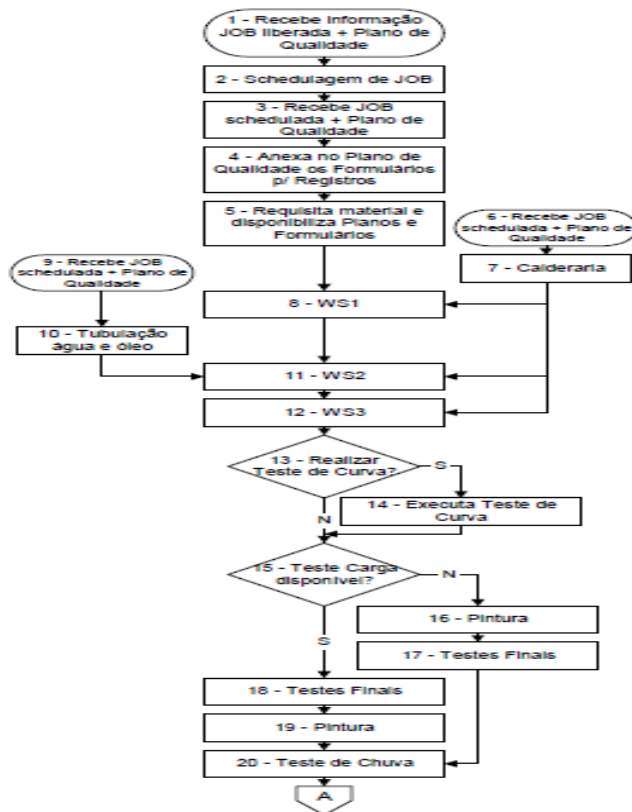 1 - Recebe Informação
JOB liberada + Plano de
Qualidade
2 - Schedulagem de JOB
3 - Recebe JOB
schedulada + Plano de
Qualidade
4 - Anexa no Plano de
Qualidade os Formulários
p/ Registros
5 - Requisita material e
disponibiliza Planos e
Formulários
6 - Recebe JOB
schedulada + Plano de
Qualidade
7 - Calderaria
9 - Recebe JOB
schedulada + Plano de
Qualidade
8 - WS1
10 - Tubulação
água e óleo
11 - WS2
12 - WS3
13 - Realizar
Teste de Curva?
S
N
14 - Executa Teste de
Curva
15 - Teste Carga
disponível?
N
S
16 - Pintura
17 - Testes Finais
18 - Testes Finais
19 - Pintura
20 - Teste de Chuva
A